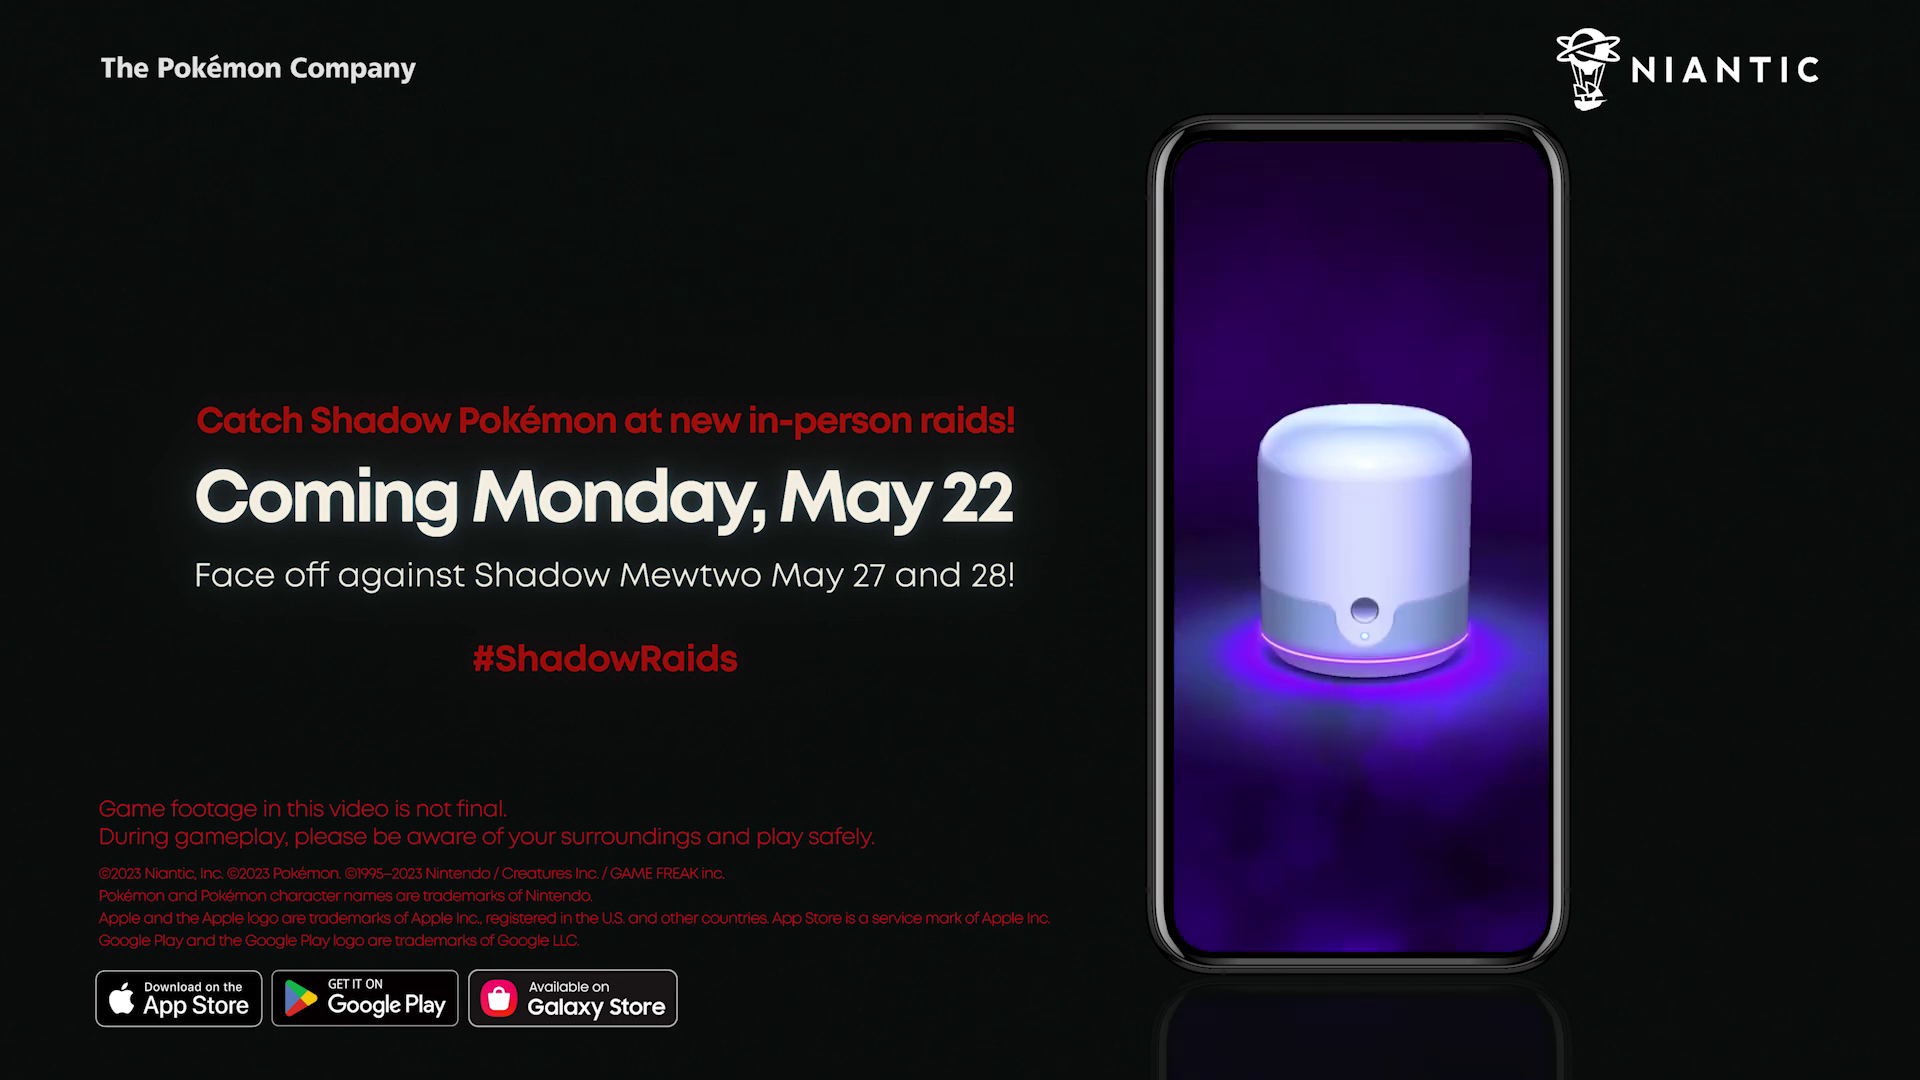 The Pokémon Company
NIANTIC
Catch Shadow Pokémon at new in-person raids!
Coming Monday, May 22
Face off against Shadow Mewtwo May 27 and 28!
#ShadowRaids
Game footage in this video is not final.
During gameplay, please be aware of your surroundings and play safely.
©2023 Niantic, Inc. ©2023 Pokémon. ©1995–2023 Nintendo / Creatures Inc. / GAME FREAK inc.
Pokémon and Pokémon character names are trademarks of Nintendo.
Apple and the Apple logo are trademarks of Apple Inc., registered in the U.S. and other countries. App Store is a service mark of Apple Inc.
Google Play and the Google Play logo are trademarks of Google LLC.
Download on the
App Store
GET IT ON
Google Play
Available on
Galaxy Store